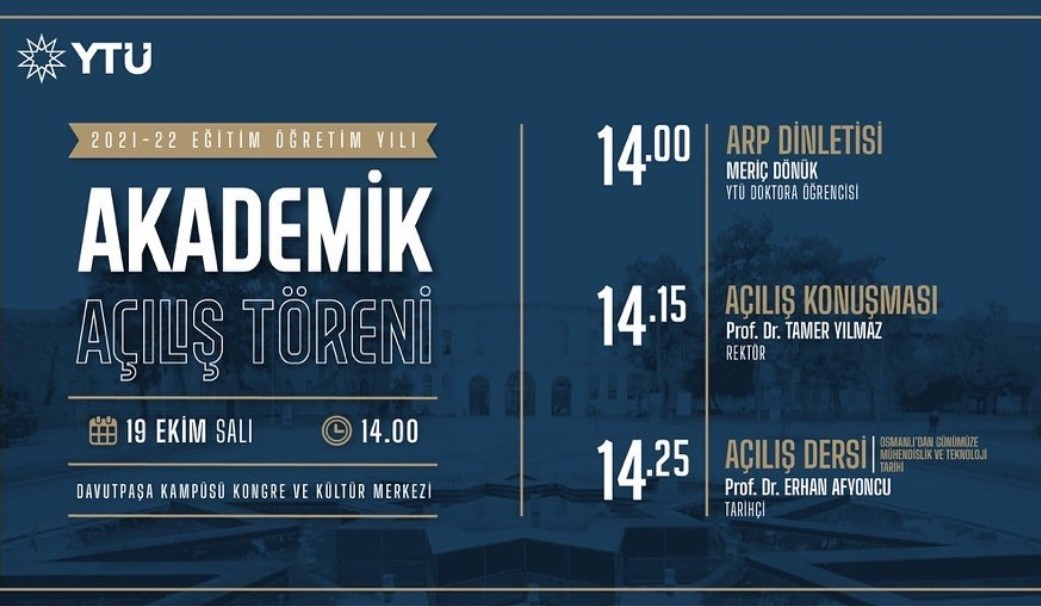 YTÜ
2021-22 EĞİTİM ÖĞRETİM YILI
AKADEMİK
AÇILIŞ TÖRENİ
19 EKİM SALI
14.00
DAVUTPAŞA KAMPÜSÜ KONGRE VE KÜLTÜR MERKEZİ
14.00
ARP DİNLETİSİ
MERİÇ DÖNÜK
YTÜ DOKTORA ÖĞRENCİSİ
14.15
AÇILIŞ KONUŞMASI
Prof. Dr. TAMER YILMAZ
REKTÖR
14.25
AÇILIŞ DERSİ
OSMANLI'DAN GÜNÜMÜZE
MÜHENDİSLİK VE TEKNOLOJİ
TARİHİ
Prof. Dr. ERHAN AFYONCU
TARİHÇİ